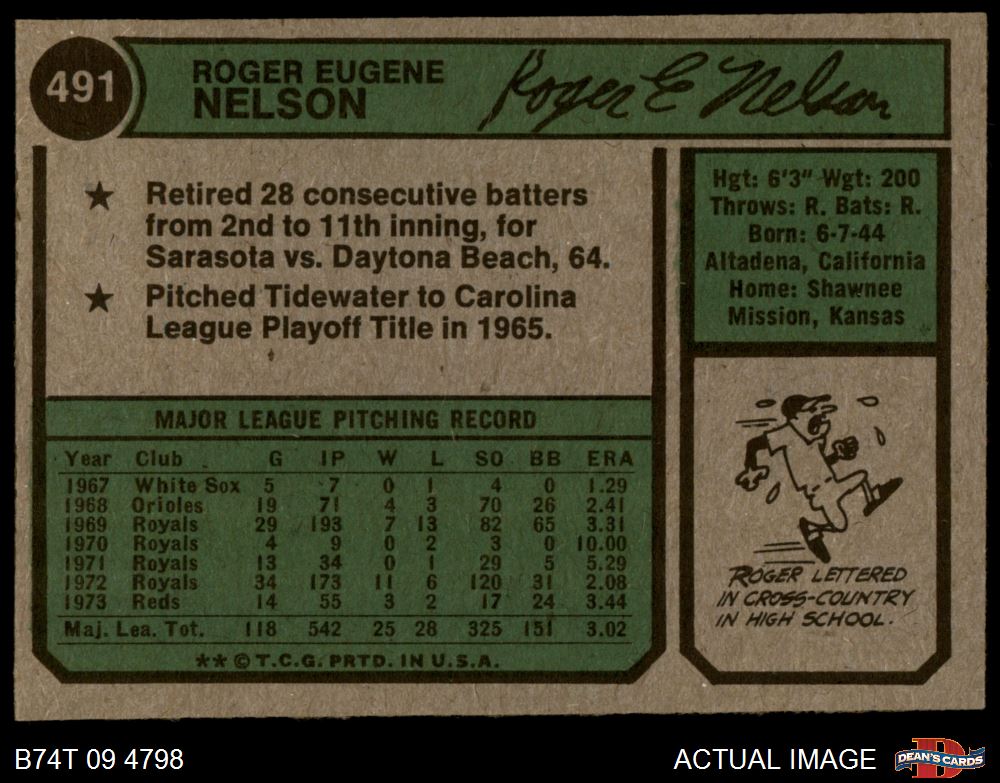 491
ROGER EUGENE
NELSON
Roger E Nelson
★ Retired 28 consecutive batters
from 2nd to 11th inning, for
Sarasota vs. Daytona Beach, 64.
★ Pitched Tidewater to Carolina
League Playoff Title in 1965.
Hgt: 6'3" Wgt: 200
Throws: R. Bats: R.
Born: 6-7-44
Altadena, California
Home: Shawnee
Mission, Kansas
MAJOR LEAGUE PITCHING RECORD
Year Club G IP W L SO BB ERA
1967 White Sox 5 7 0 1 4 0 1.29
1968 Orioles 19 71 4 3 70 26 2.41
1969 Royals 29 193 7 13 82 65 3.31
1970 Royals 4 9 0 2 3 0 10.00
1971 Royals 13 34 0 1 29 5 5.29
1972 Royals 34 173 11 6 120 31 2.08
1973 Reds 14 55 3 2 17 24 3.44
Maj. Lea. Tot. 118 542 25 28 325 151 3.02
** © T.C.G. PRTD. IN U.S.A.
ROGER LETTERED
IN CROSS-COUNTRY
IN HIGH SCHOOL.
B74T 09 4798
ACTUAL IMAGE
DEAN'S CARDS